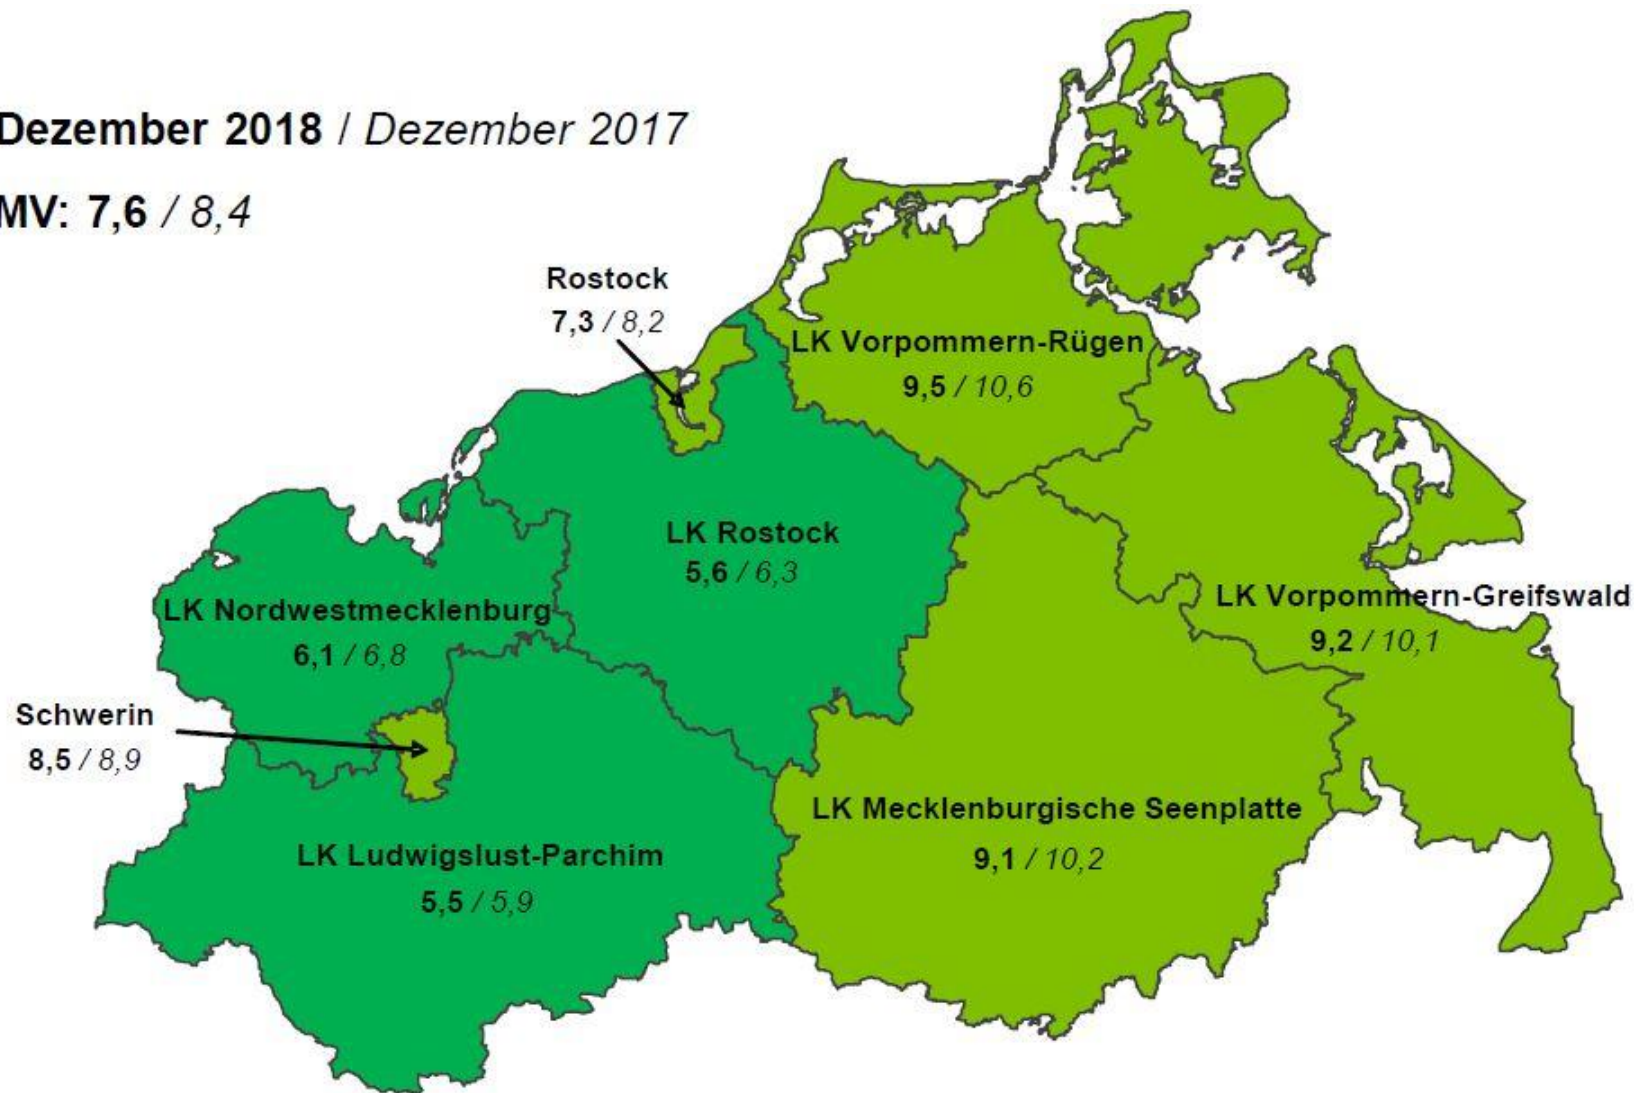 Dezember 2018 / Dezember 2017
MV: 7,6 / 8,4
Rostock
7,3 / 8,2
LK Vorpommern-Rügen
9,5 / 10,6
LK Rostock
5,6 / 6,3
LK Nordwestmecklenburg
6,1 / 6,8
LK Vorpommern-Greifswald
9,2 / 10,1
Schwerin
8,5 / 8,9
LK Mecklenburgische Seenplatte
9,1 / 10,2
LK Ludwigslust-Parchim
5,5 / 5,9